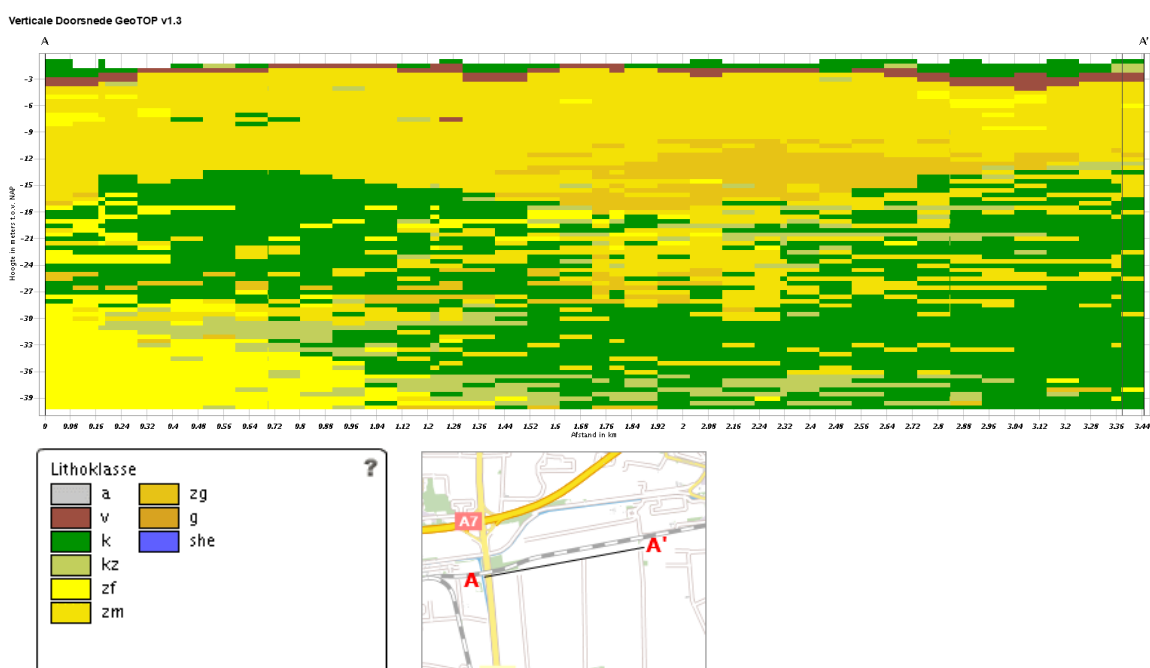 Verticale Doorsnede GeoTOP v1.3
A A'
Hoogte in meters t.o.v. NAP
-3
-6
-9
-12
-15
-18
-21
-24
-27
-30
-33
-36
-39
0 0.08 0.16 0.24 0.32 0.4 0.48 0.56 0.64 0.72 0.8 0.88 0.96 1.04 1.12 1.2 1.28 1.36 1.44 1.52 1.6 1.68 1.76 1.84 1.92 2 2.08 2.16 2.24 2.32 2.4 2.48 2.56 2.64 2.72 2.8 2.88 2.96 3.04 3.12 3.2 3.28 3.36 3.44
Afstand in km
Lithoklasse ?
a zg
v g
k she
kz
zf
zm
A7
A'
A